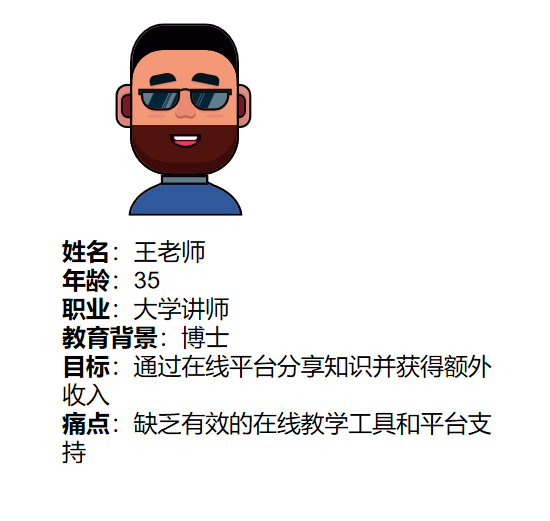 姓名：王老师
年龄：35
职业：大学讲师
教育背景：博士
目标：通过在线平台分享知识并获得额外
收入
痛点：缺乏有效的在线教学工具和平台支
持